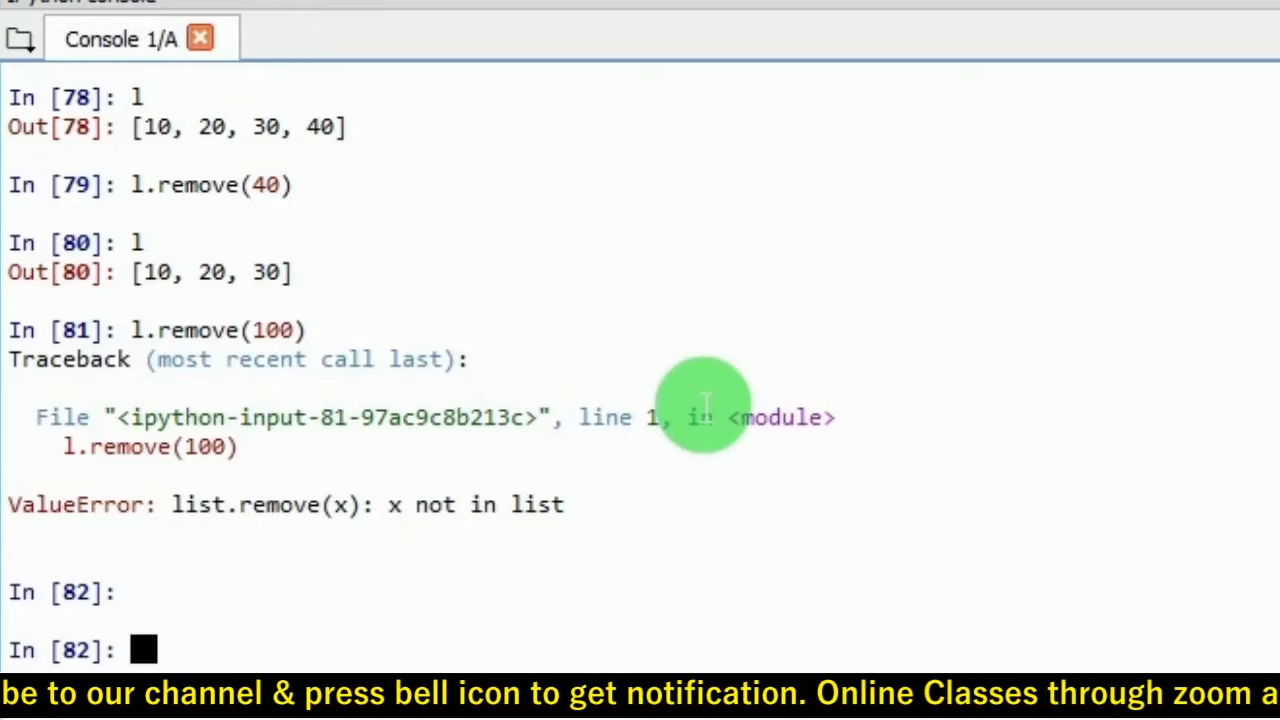 IPython console
Console 1/A
In [78]: l
Out[78]: [10, 20, 30, 40]
In [79]: l.remove(40)
In [80]: l
Out[80]: [10, 20, 30]
In [81]: l.remove(100)
Traceback (most recent call last):
File "<ipython-input-81-97ac9c8b213c>", line 1, in <module>
l.remove(100)
ValueError: list.remove(x): x not in list
In [82]:
In [82]:
be to our channel & press bell icon to get notification. Online Classes through zoom a